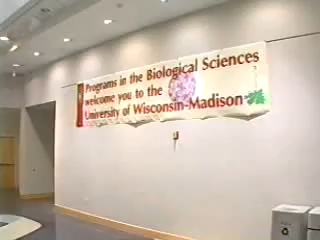 Programs in the Biological Sciences
welcome you to the
University of Wisconsin-Madison